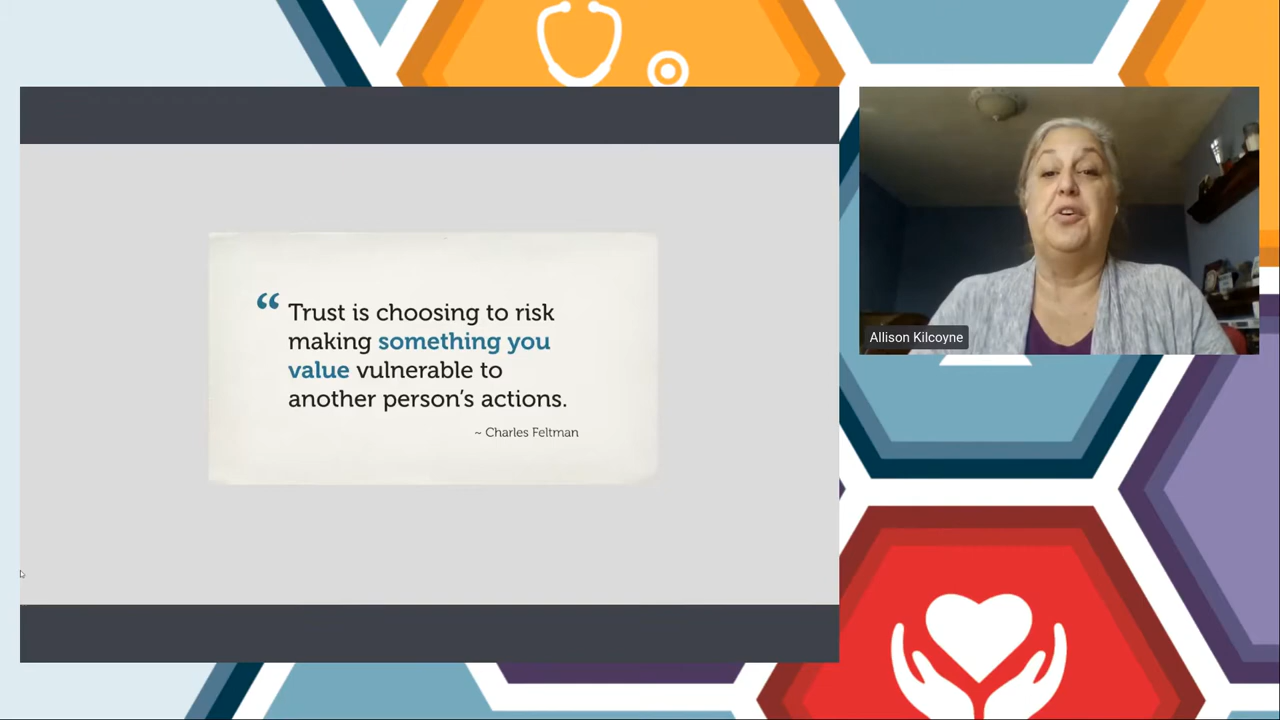 “ Trust is choosing to risk
making something you
value vulnerable to
another person’s actions.
~ Charles Feltman
Allison Kilcoyne